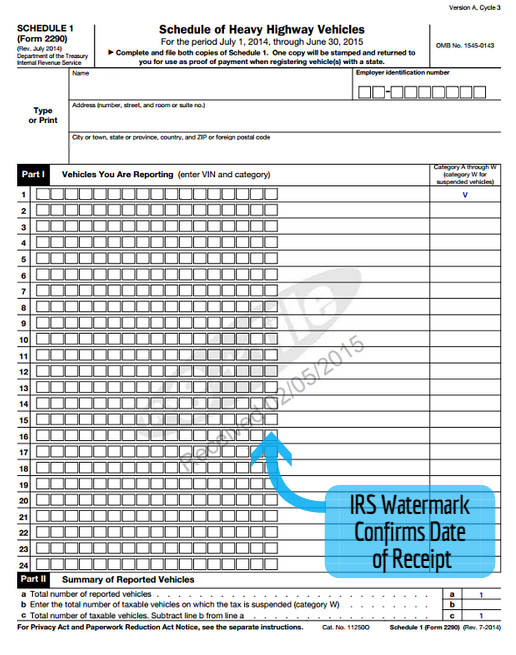 Version A, Cycle 3
SCHEDULE 1
(Form 2290)
(Rev. July 2014)
Department of the Treasury
Internal Revenue Service
Schedule of Heavy Highway Vehicles
For the period July 1, 2014, through June 30, 2015
▶ Complete and file both copies of Schedule 1. One copy will be stamped and returned to
you for use as proof of payment when registering vehicle(s) with a state.
OMB No. 1545-0143
Type
or Print
Name
Employer identification number
Address (number, street, and room or suite no.)
City or town, state or province, country, and ZIP or foreign postal code
Part I Vehicles You Are Reporting (enter VIN and category)
Category A through W
(category W for
suspended vehicles)
1 V
2
3
4
5
6
7
8
9
10
11
12
13
14
15
16
17
18
19
20
21
22
23
24
e-file
Received 02/05/2015
IRS Watermark
Confirms Date
of Receipt
Part II Summary of Reported Vehicles
a Total number of reported vehicles . . . . . . . . . . . . . . . . . . . . a 1
b Enter the total number of taxable vehicles on which the tax is suspended (category W) . . . . . . b
c Total number of taxable vehicles. Subtract line b from line a . . . . . . . . . . . . . c 1
For Privacy Act and Paperwork Reduction Act Notice, see the separate instructions. Cat. No. 11250O Schedule 1 (Form 2290) (Rev. 7-2014)